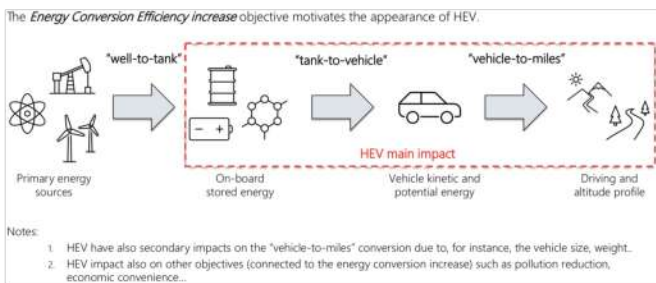 The Energy Conversion Efficiency increase objective motivates the appearance of HEV.
"well-to-tank" "tank-to-vehicle" "vehicle-to-miles"
- +
HEV main impact
Primary energy sources
On-board stored energy
Vehicle kinetic and potential energy
Driving and altitude profile
Notes:
1. HEV have also secondary impacts on the "vehicle-to-miles" conversion due to, for instance, the vehicle size, weight..
2. HEV impact also on other objectives (connected to the energy conversion increase) such as pollution reduction,
economic convenience...